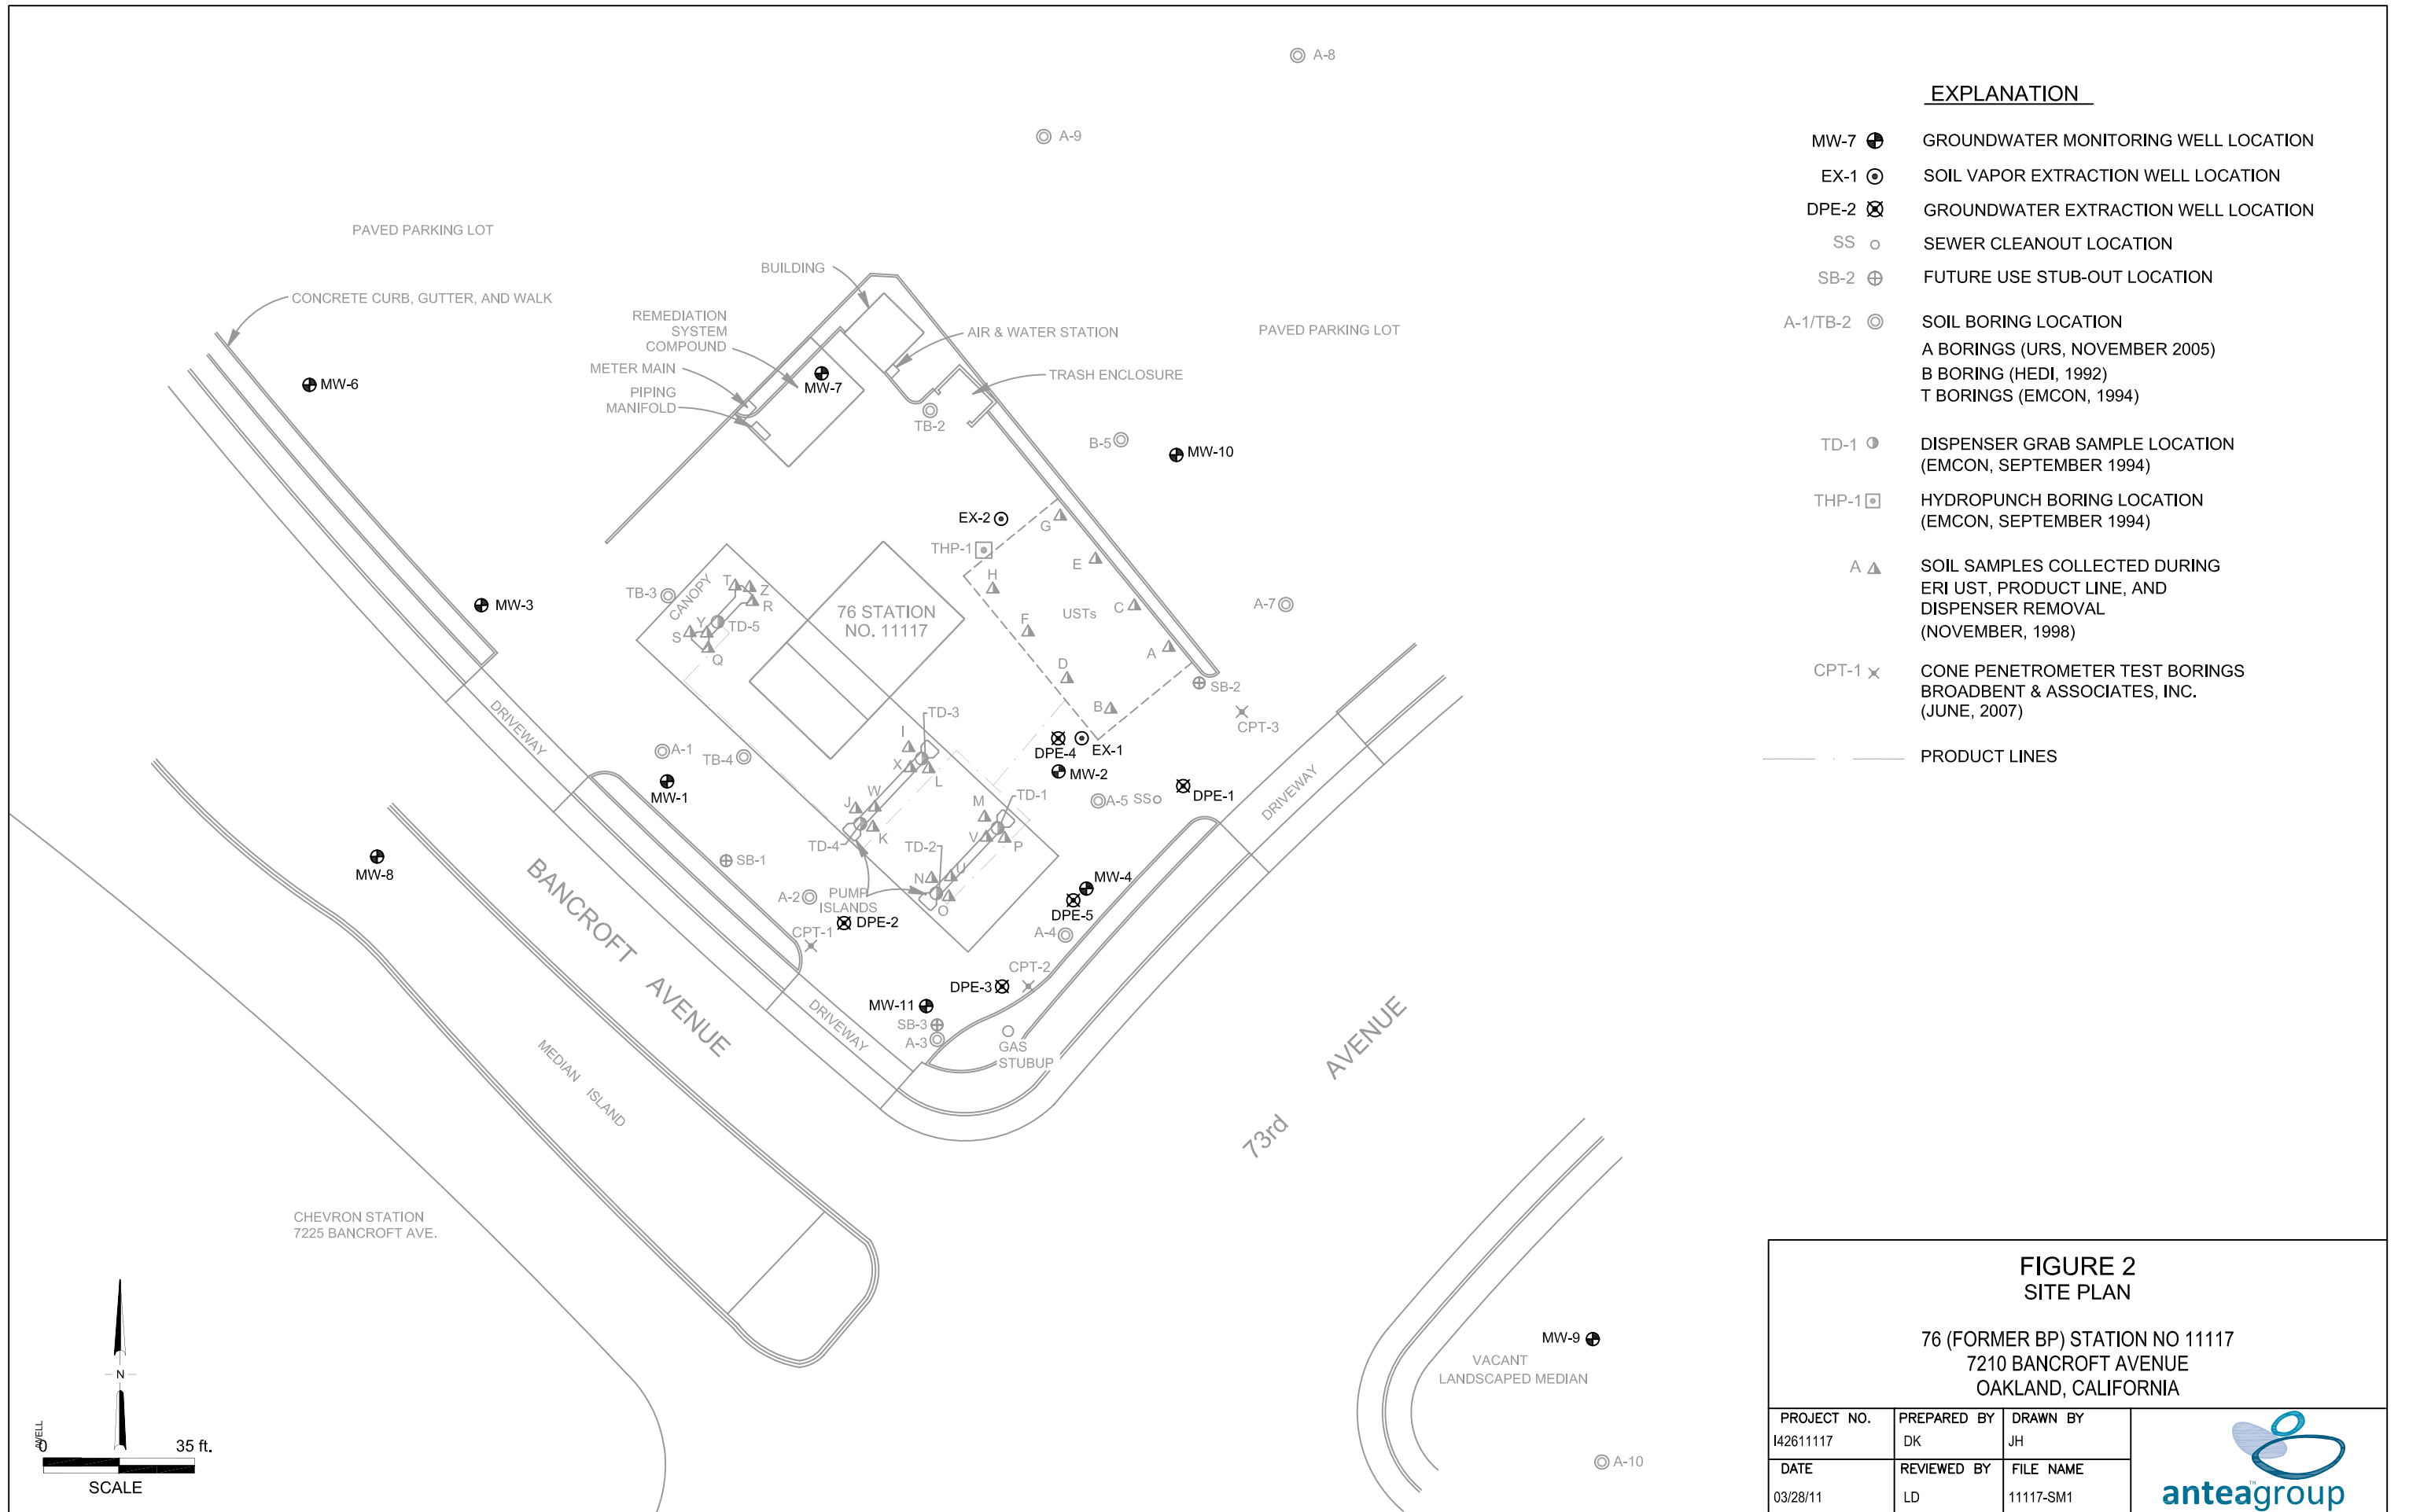 A-8
A-9
PAVED PARKING LOT
CONCRETE CURB, GUTTER, AND WALK
BUILDING
REMEDIATION
SYSTEM
COMPOUND
METER MAIN
PIPING
MANIFOLD
AIR & WATER STATION
TRASH ENCLOSURE
PAVED PARKING LOT
MW-6
MW-7
TB-2
B-5
MW-10
EX-2
THP-1
G
E
H
C
F
USTs
A
D
B
A-7
SB-2
CPT-3
MW-3
TB-3
CANOPY
T
Z
R
Y
TD-5
S
Q
76 STATION
NO. 11117
DRIVEWAY
A-1
TB-4
MW-1
I
TD-3
X
L
DPE-4
EX-1
MW-2
J
W
K
TD-4
M
TD-1
V
P
TD-2
A-5
SS
DPE-1
DRIVEWAY
MW-8
SB-1
A-2
PUMP
ISLANDS
N
U
O
MW-4
DPE-5
A-4
DPE-2
CPT-1
CPT-2
DPE-3
MW-11
SB-3
A-3
DRIVEWAY
GAS
STUBUP
BANCROFT AVENUE
MEDIAN ISLAND
73rd AVENUE
CHEVRON STATION
7225 BANCROFT AVE.
MW-9
VACANT
LANDSCAPED MEDIAN
A-10
N
AVELL
0 35 ft.
SCALE
EXPLANATION
MW-7 GROUNDWATER MONITORING WELL LOCATION
EX-1 SOIL VAPOR EXTRACTION WELL LOCATION
DPE-2 GROUNDWATER EXTRACTION WELL LOCATION
SS SEWER CLEANOUT LOCATION
SB-2 FUTURE USE STUB-OUT LOCATION
A-1/TB-2 SOIL BORING LOCATION
A BORINGS (URS, NOVEMBER 2005)
B BORING (HEDI, 1992)
T BORINGS (EMCON, 1994)
TD-1 DISPENSER GRAB SAMPLE LOCATION
(EMCON, SEPTEMBER 1994)
THP-1 HYDROPUNCH BORING LOCATION
(EMCON, SEPTEMBER 1994)
A SOIL SAMPLES COLLECTED DURING
ERI UST, PRODUCT LINE, AND
DISPENSER REMOVAL
(NOVEMBER, 1998)
CPT-1 CONE PENETROMETER TEST BORINGS
BROADBENT & ASSOCIATES, INC.
(JUNE, 2007)
PRODUCT LINES
FIGURE 2
SITE PLAN
76 (FORMER BP) STATION NO 11117
7210 BANCROFT AVENUE
OAKLAND, CALIFORNIA
PROJECT NO. PREPARED BY DRAWN BY
I42611117 DK JH
DATE REVIEWED BY FILE NAME
03/28/11 LD 11117-SM1
anteagroup™